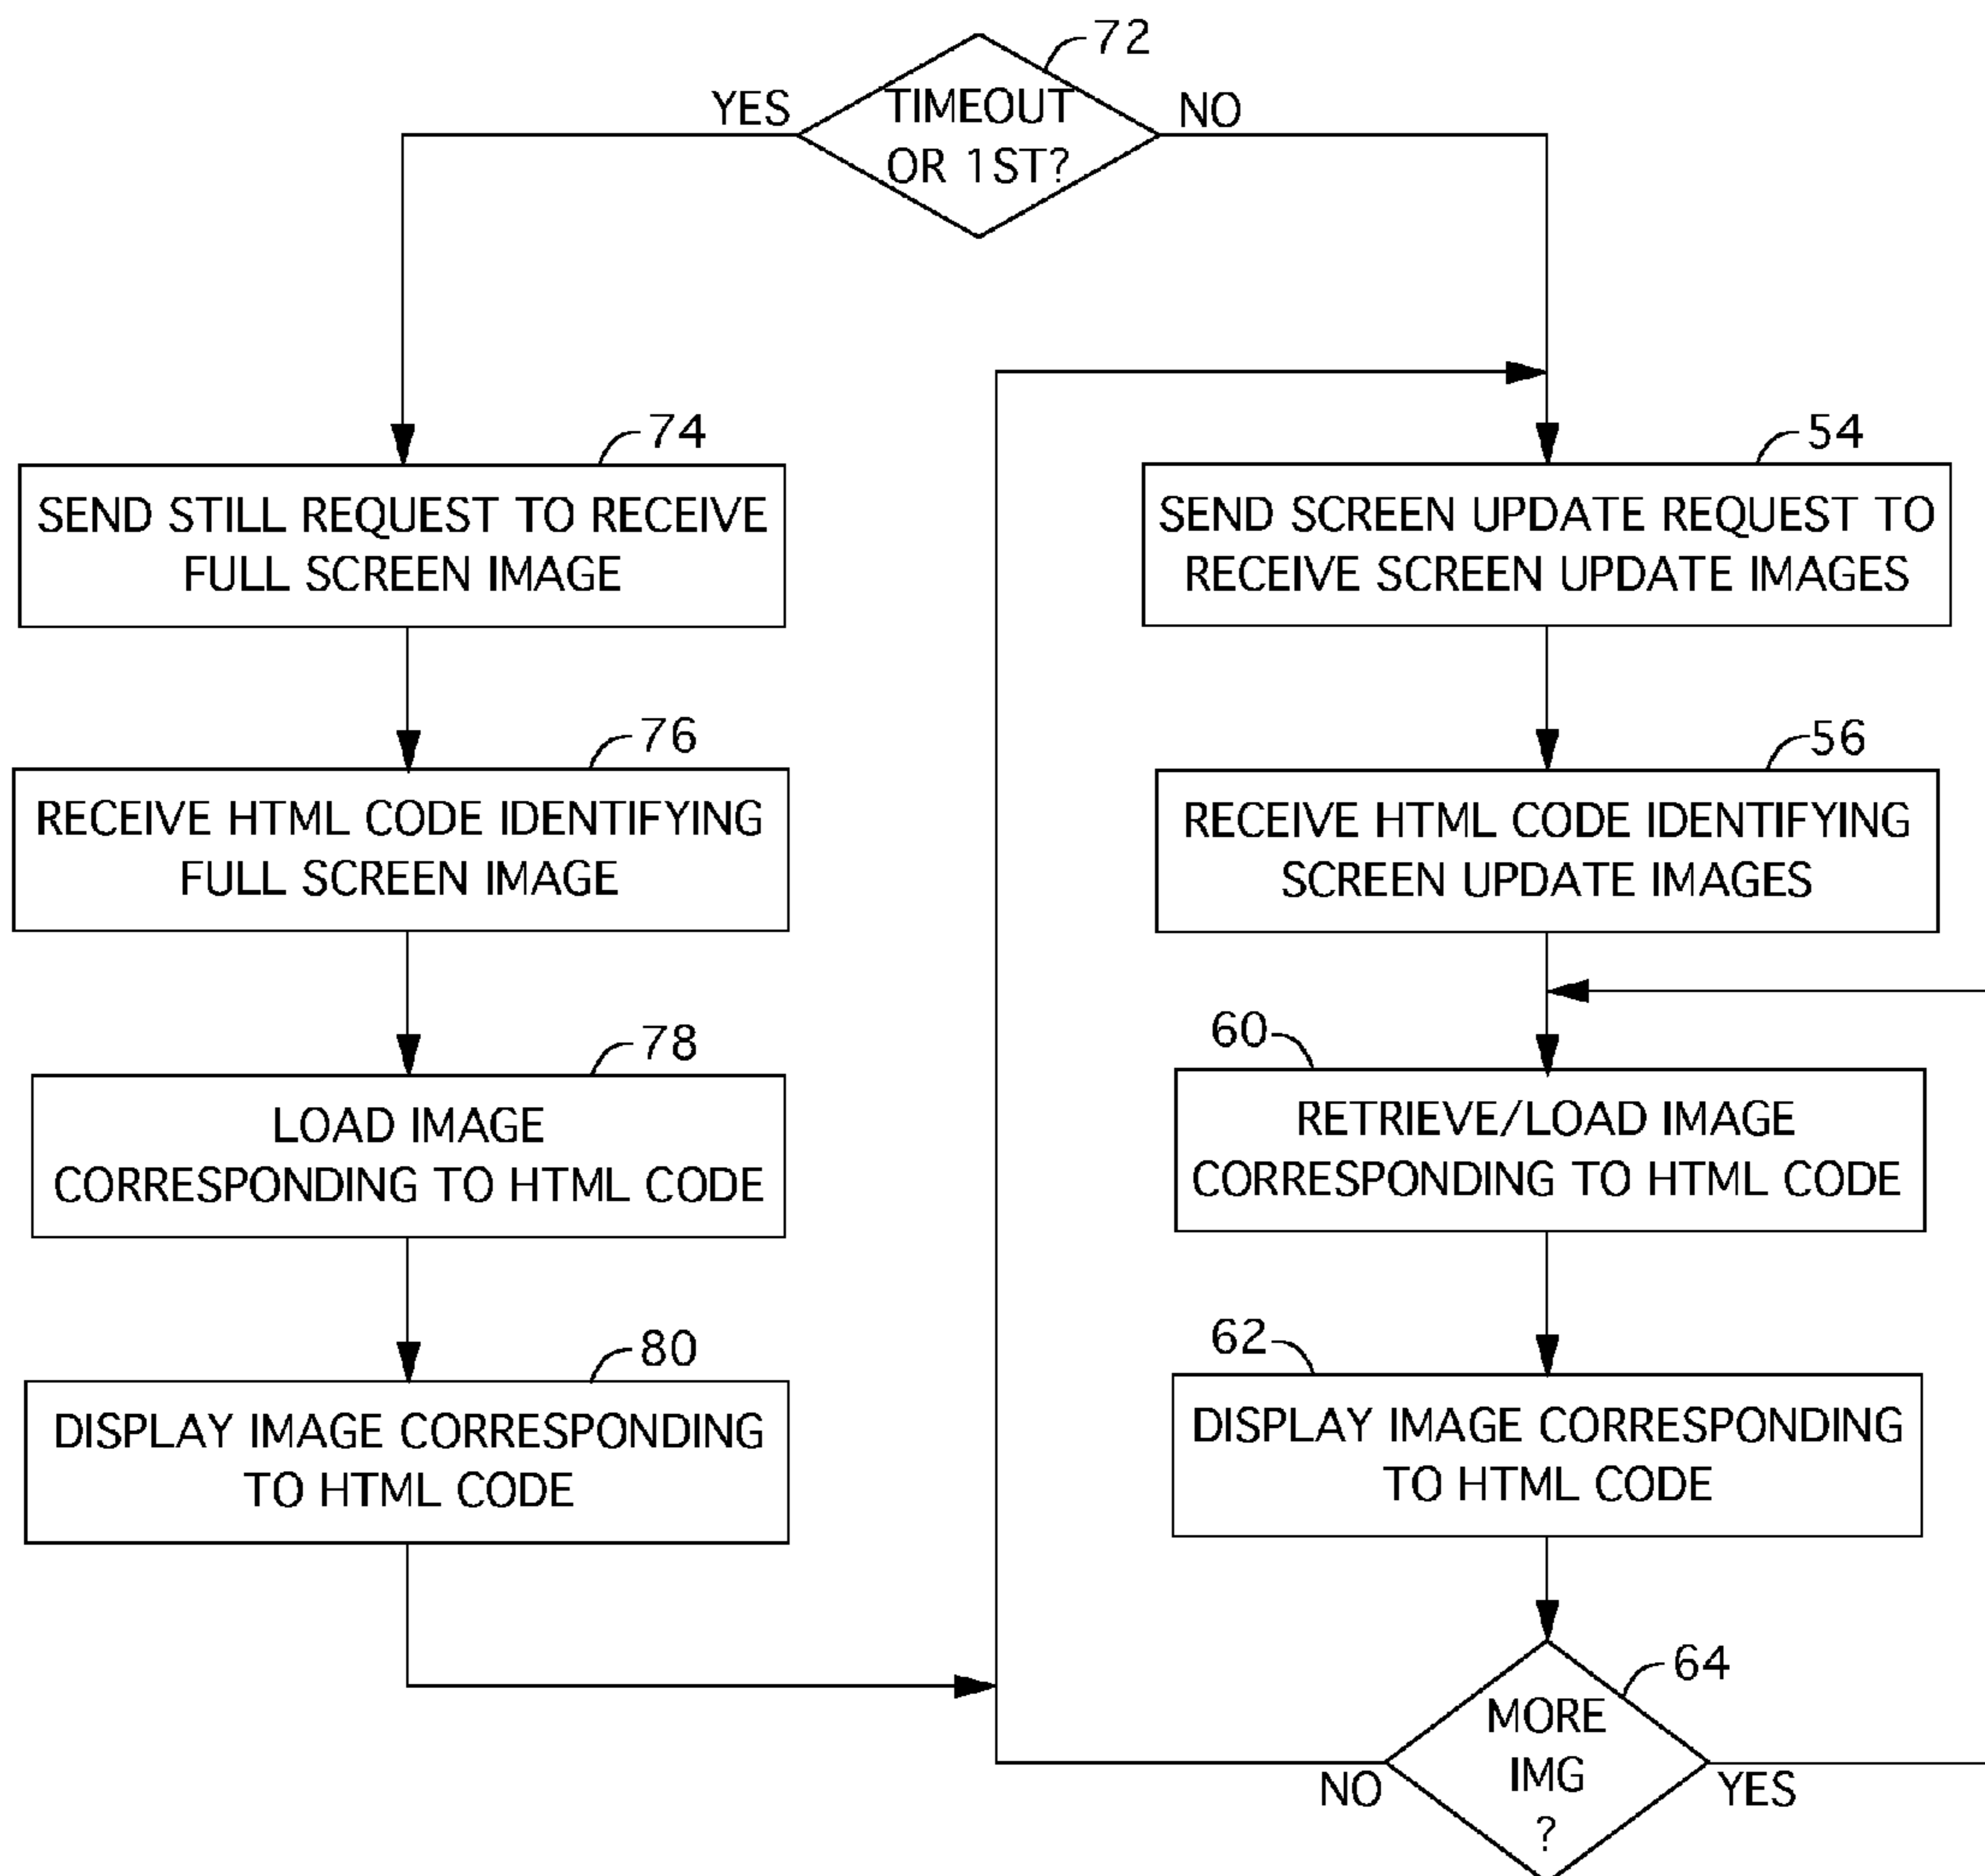 72
YES
TIMEOUT
OR 1ST?
NO
74
SEND STILL REQUEST TO RECEIVE
FULL SCREEN IMAGE
76
RECEIVE HTML CODE IDENTIFYING
FULL SCREEN IMAGE
78
LOAD IMAGE
CORRESPONDING TO HTML CODE
80
DISPLAY IMAGE CORRESPONDING
TO HTML CODE
54
SEND SCREEN UPDATE REQUEST TO
RECEIVE SCREEN UPDATE IMAGES
56
RECEIVE HTML CODE IDENTIFYING
SCREEN UPDATE IMAGES
60
RETRIEVE/LOAD IMAGE
CORRESPONDING TO HTML CODE
62
DISPLAY IMAGE CORRESPONDING
TO HTML CODE
64
MORE
IMG
?
NO
YES